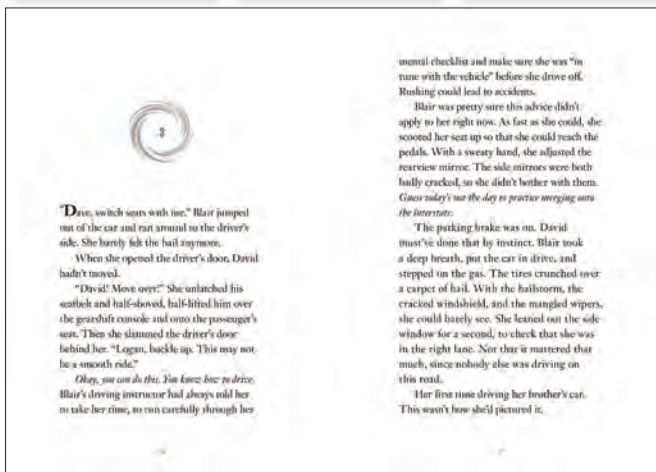 3
"Dave, switch seats with me." Blair jumped
out of the car and ran around to the driver's
side. She barely felt the hail anymore.
When she opened the driver's door, David
hadn't moved.
"David! Move over!" She unlatched his
seatbelt and half-shoved, half-lifted him over
the gearshift console and onto the passenger's
seat. Then she slammed the driver's door
behind her. "Logan, buckle up. This may not
be a smooth ride."
Okay, you can do this. You know how to drive.
Blair's driving instructor had always told her
to take her time, to run carefully through her
mental checklist and make sure she was "in
tune with the vehicle" before she drove off.
Rushing could lead to accidents.
Blair was pretty sure this advice didn't
apply to her right now. As fast as she could, she
scooted her seat up so that she could reach the
pedals. With a sweaty hand, she adjusted the
rearview mirror. The side mirrors were both
badly cracked, so she didn't bother with them.
Guess today's not the day to practice merging onto
the interstate.
The parking brake was on. David
must've done that by instinct. Blair took
a deep breath, put the car in drive, and
stepped on the gas. The tires crunched over
a carpet of hail. With the hailstorm, the
cracked windshield, and the mangled wipers,
she could barely see. She leaned out the side
window for a second, to check that she was
in the right lane. Not that it mattered that
much, since nobody else was driving on
this road.
Her first time driving her brother's car.
This wasn't how she'd pictured it.